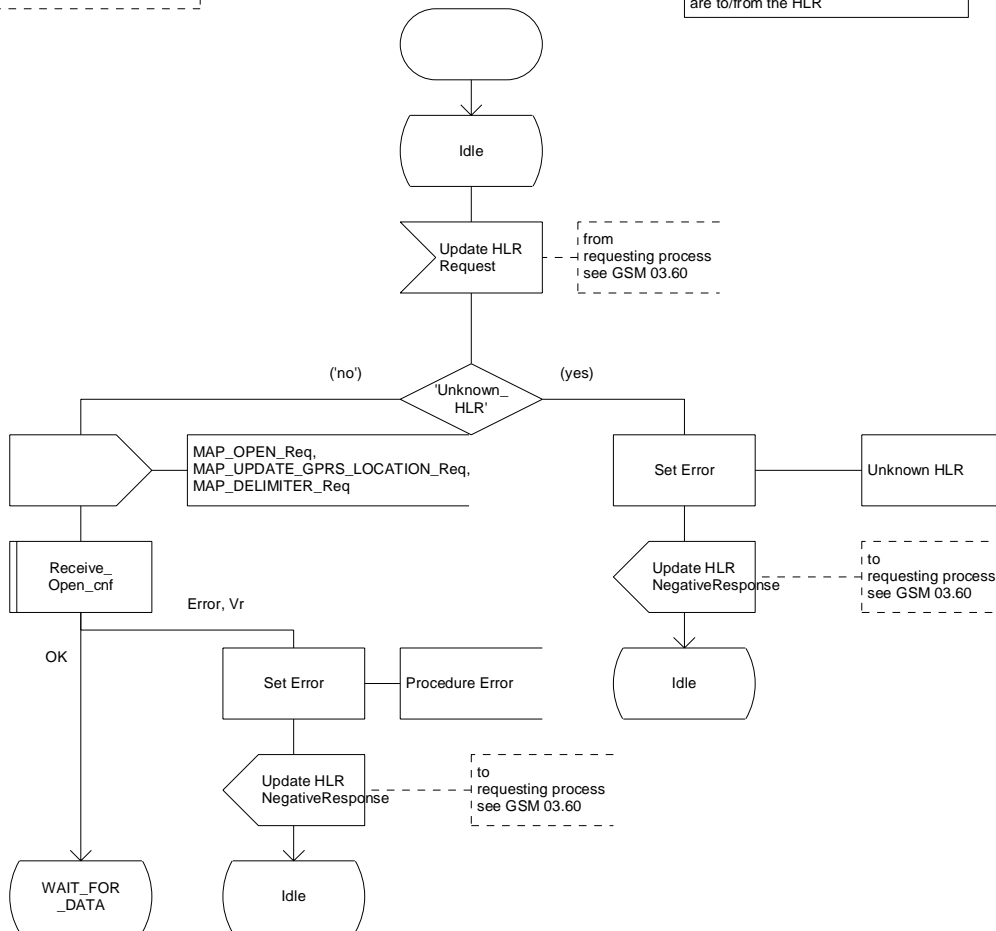 are to/from the HLR
Idle
Update HLR
Request
from
requesting process
see GSM 03.60
('no')
'Unknown_
HLR'
(yes)
MAP_OPEN_Req,
MAP_UPDATE_GPRS_LOCATION_Req,
MAP_DELIMITER_Req
Set Error
Unknown HLR
Receive_
Open_cnf
Update HLR
NegativeResponse
to
requesting process
see GSM 03.60
Error, Vr
OK
Set Error
Procedure Error
Idle
Update HLR
NegativeResponse
to
requesting process
see GSM 03.60
WAIT_FOR
_DATA
Idle